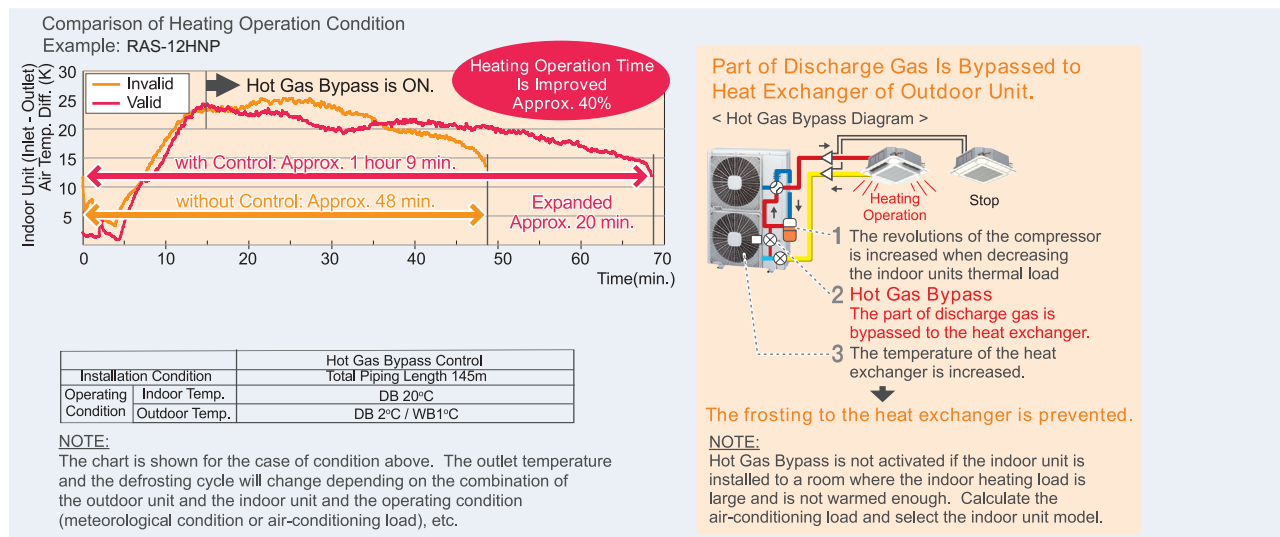 Comparison of Heating Operation Condition
Example: RAS-12HNP
Indoor Unit (Inlet - Outlet)
Air Temp. Diff. (K)
30
25
20
15
10
5
Invalid
Valid
Hot Gas Bypass is ON.
Heating Operation Time
Is Improved
Approx. 40%
with Control: Approx. 1 hour 9 min.
without Control: Approx. 48 min.
Expanded
Approx. 20 min.
0 10 20 30 40 50 60 70
Time(min.)
Hot Gas Bypass Control
Installation Condition Total Piping Length 145m
Operating Condition Indoor Temp. DB 20°C
Outdoor Temp. DB 2°C / WB1°C
NOTE:
The chart is shown for the case of condition above. The outlet temperature
and the defrosting cycle will change depending on the combination of
the outdoor unit and the indoor unit and the operating condition
(meteorological condition or air-conditioning load), etc.
Part of Discharge Gas Is Bypassed to
Heat Exchanger of Outdoor Unit.
< Hot Gas Bypass Diagram >
Heating
Operation
Stop
1 The revolutions of the compressor
is increased when decreasing
the indoor units thermal load
2 Hot Gas Bypass
The part of discharge gas is
bypassed to the heat exchanger.
3 The temperature of the heat
exchanger is increased.
The frosting to the heat exchanger is prevented.
NOTE:
Hot Gas Bypass is not activated if the indoor unit is
installed to a room where the indoor heating load is
large and is not warmed enough. Calculate the
air-conditioning load and select the indoor unit model.